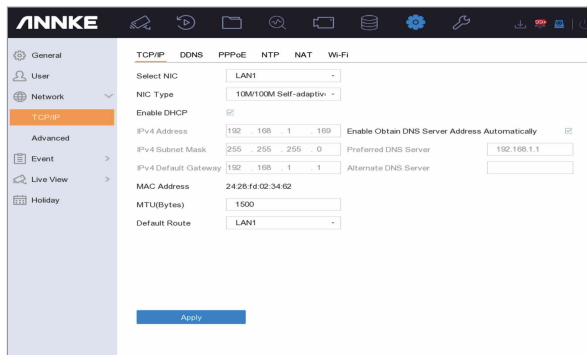 ANNKE
99+
General
TCP/IP DDNS PPPoE NTP NAT Wi-Fi
User
Select NIC LAN1
Network
NIC Type 10M/100M Self-adaptive
TCP/IP
Enable DHCP
Advanced
IPv4 Address 192 . 168 . 1 . 169 Enable Obtain DNS Server Address Automatically
Event
IPv4 Subnet Mask 255 . 255 . 255 . 0 Preferred DNS Server 192.168.1.1
Live View
IPv4 Default Gateway 192 . 168 . 1 . 1 Alternate DNS Server
Holiday
MAC Address 24:28:fd:02:34:62
MTU(Bytes) 1500
Default Route LAN1
Apply